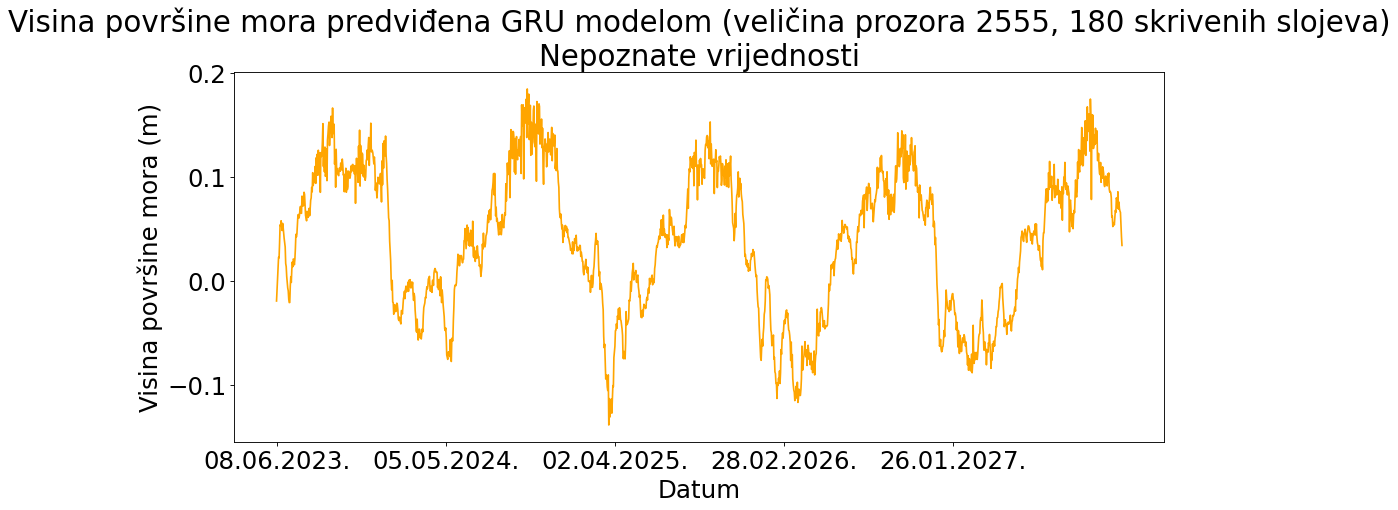 Visina površine mora predviđena GRU modelom (veličina prozora 2555, 180 skrivenih slojeva)
Nepoznate vrijednosti
Visina površine mora (m)
0.2
0.1
0.0
−0.1
08.06.2023. 05.05.2024. 02.04.2025. 28.02.2026. 26.01.2027.
Datum